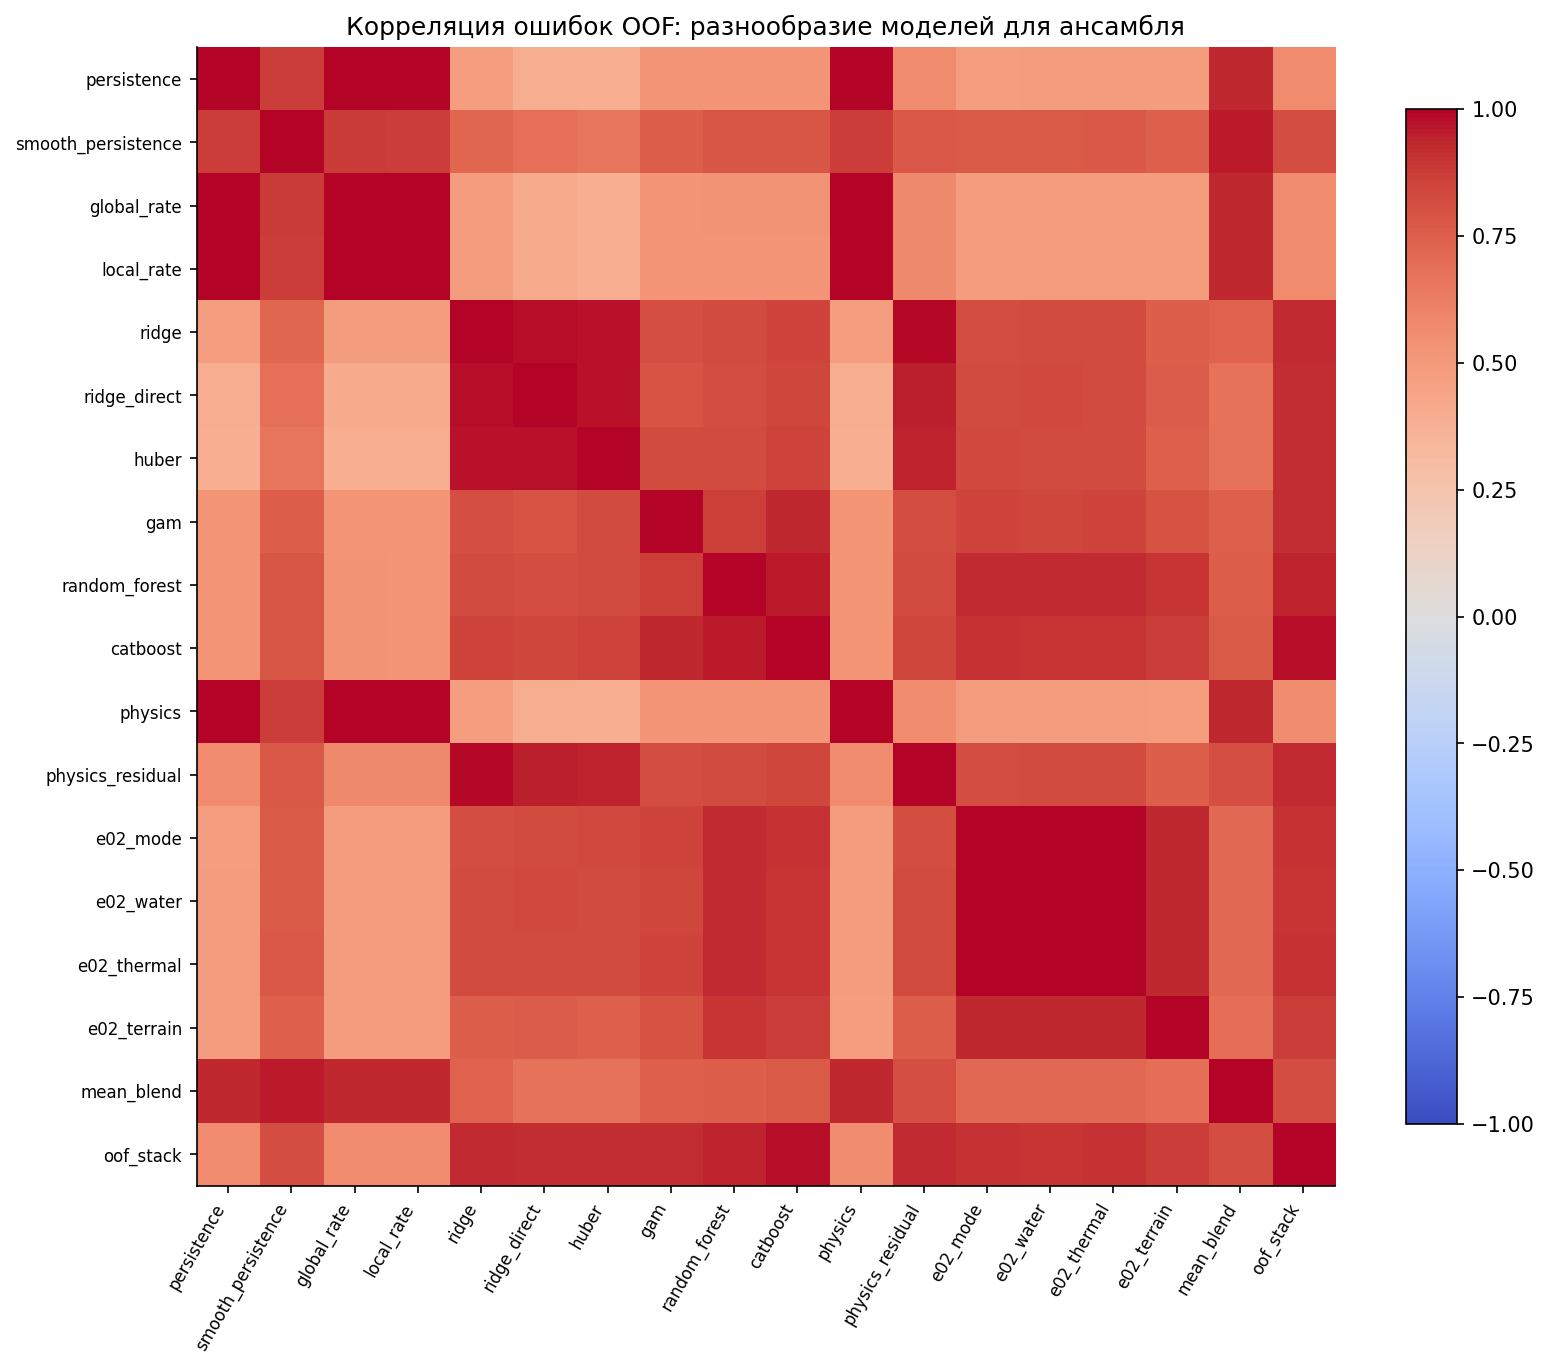 Корреляция ошибок OOF: разнообразие моделей для ансамбля
persistence
smooth_persistence
global_rate
local_rate
ridge
ridge_direct
huber
gam
random_forest
catboost
physics
physics_residual
e02_mode
e02_water
e02_thermal
e02_terrain
mean_blend
oof_stack
persistence
smooth_persistence
global_rate
local_rate
ridge
ridge_direct
huber
gam
random_forest
catboost
physics
physics_residual
e02_mode
e02_water
e02_thermal
e02_terrain
mean_blend
oof_stack
1.00
0.75
0.50
0.25
0.00
−0.25
−0.50
−0.75
−1.00